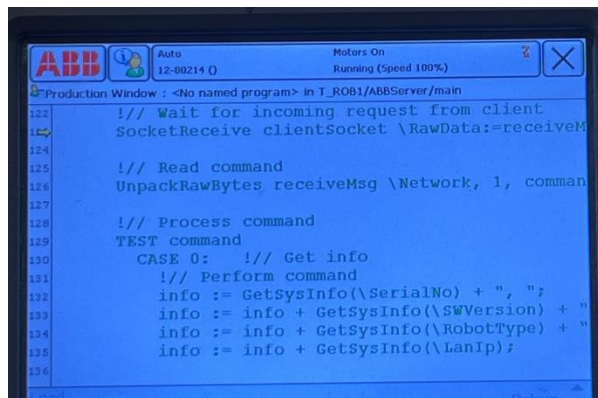 ABB
Auto
12-80214 ()
Motors On
Running (Speed 100%)
Production Window : <No named program> in T_ROB1/ABBServer/main
122 !// Wait for incoming request from client
SocketReceive clientSocket \RawData:=receiveM
124
125 !// Read command
126 UnpackRawBytes receiveMsg \Network, 1, comman
127
128 !// Process command
129 TEST command
130 CASE 0: !// Get info
131 !// Perform command
132 info := GetSysInfo(\SerialNo) + ", ";
133 info := info + GetSysInfo(\SWVersion) + "
134 info := info + GetSysInfo(\RobotType) + "
135 info := info + GetSysInfo(\LanIp);
136